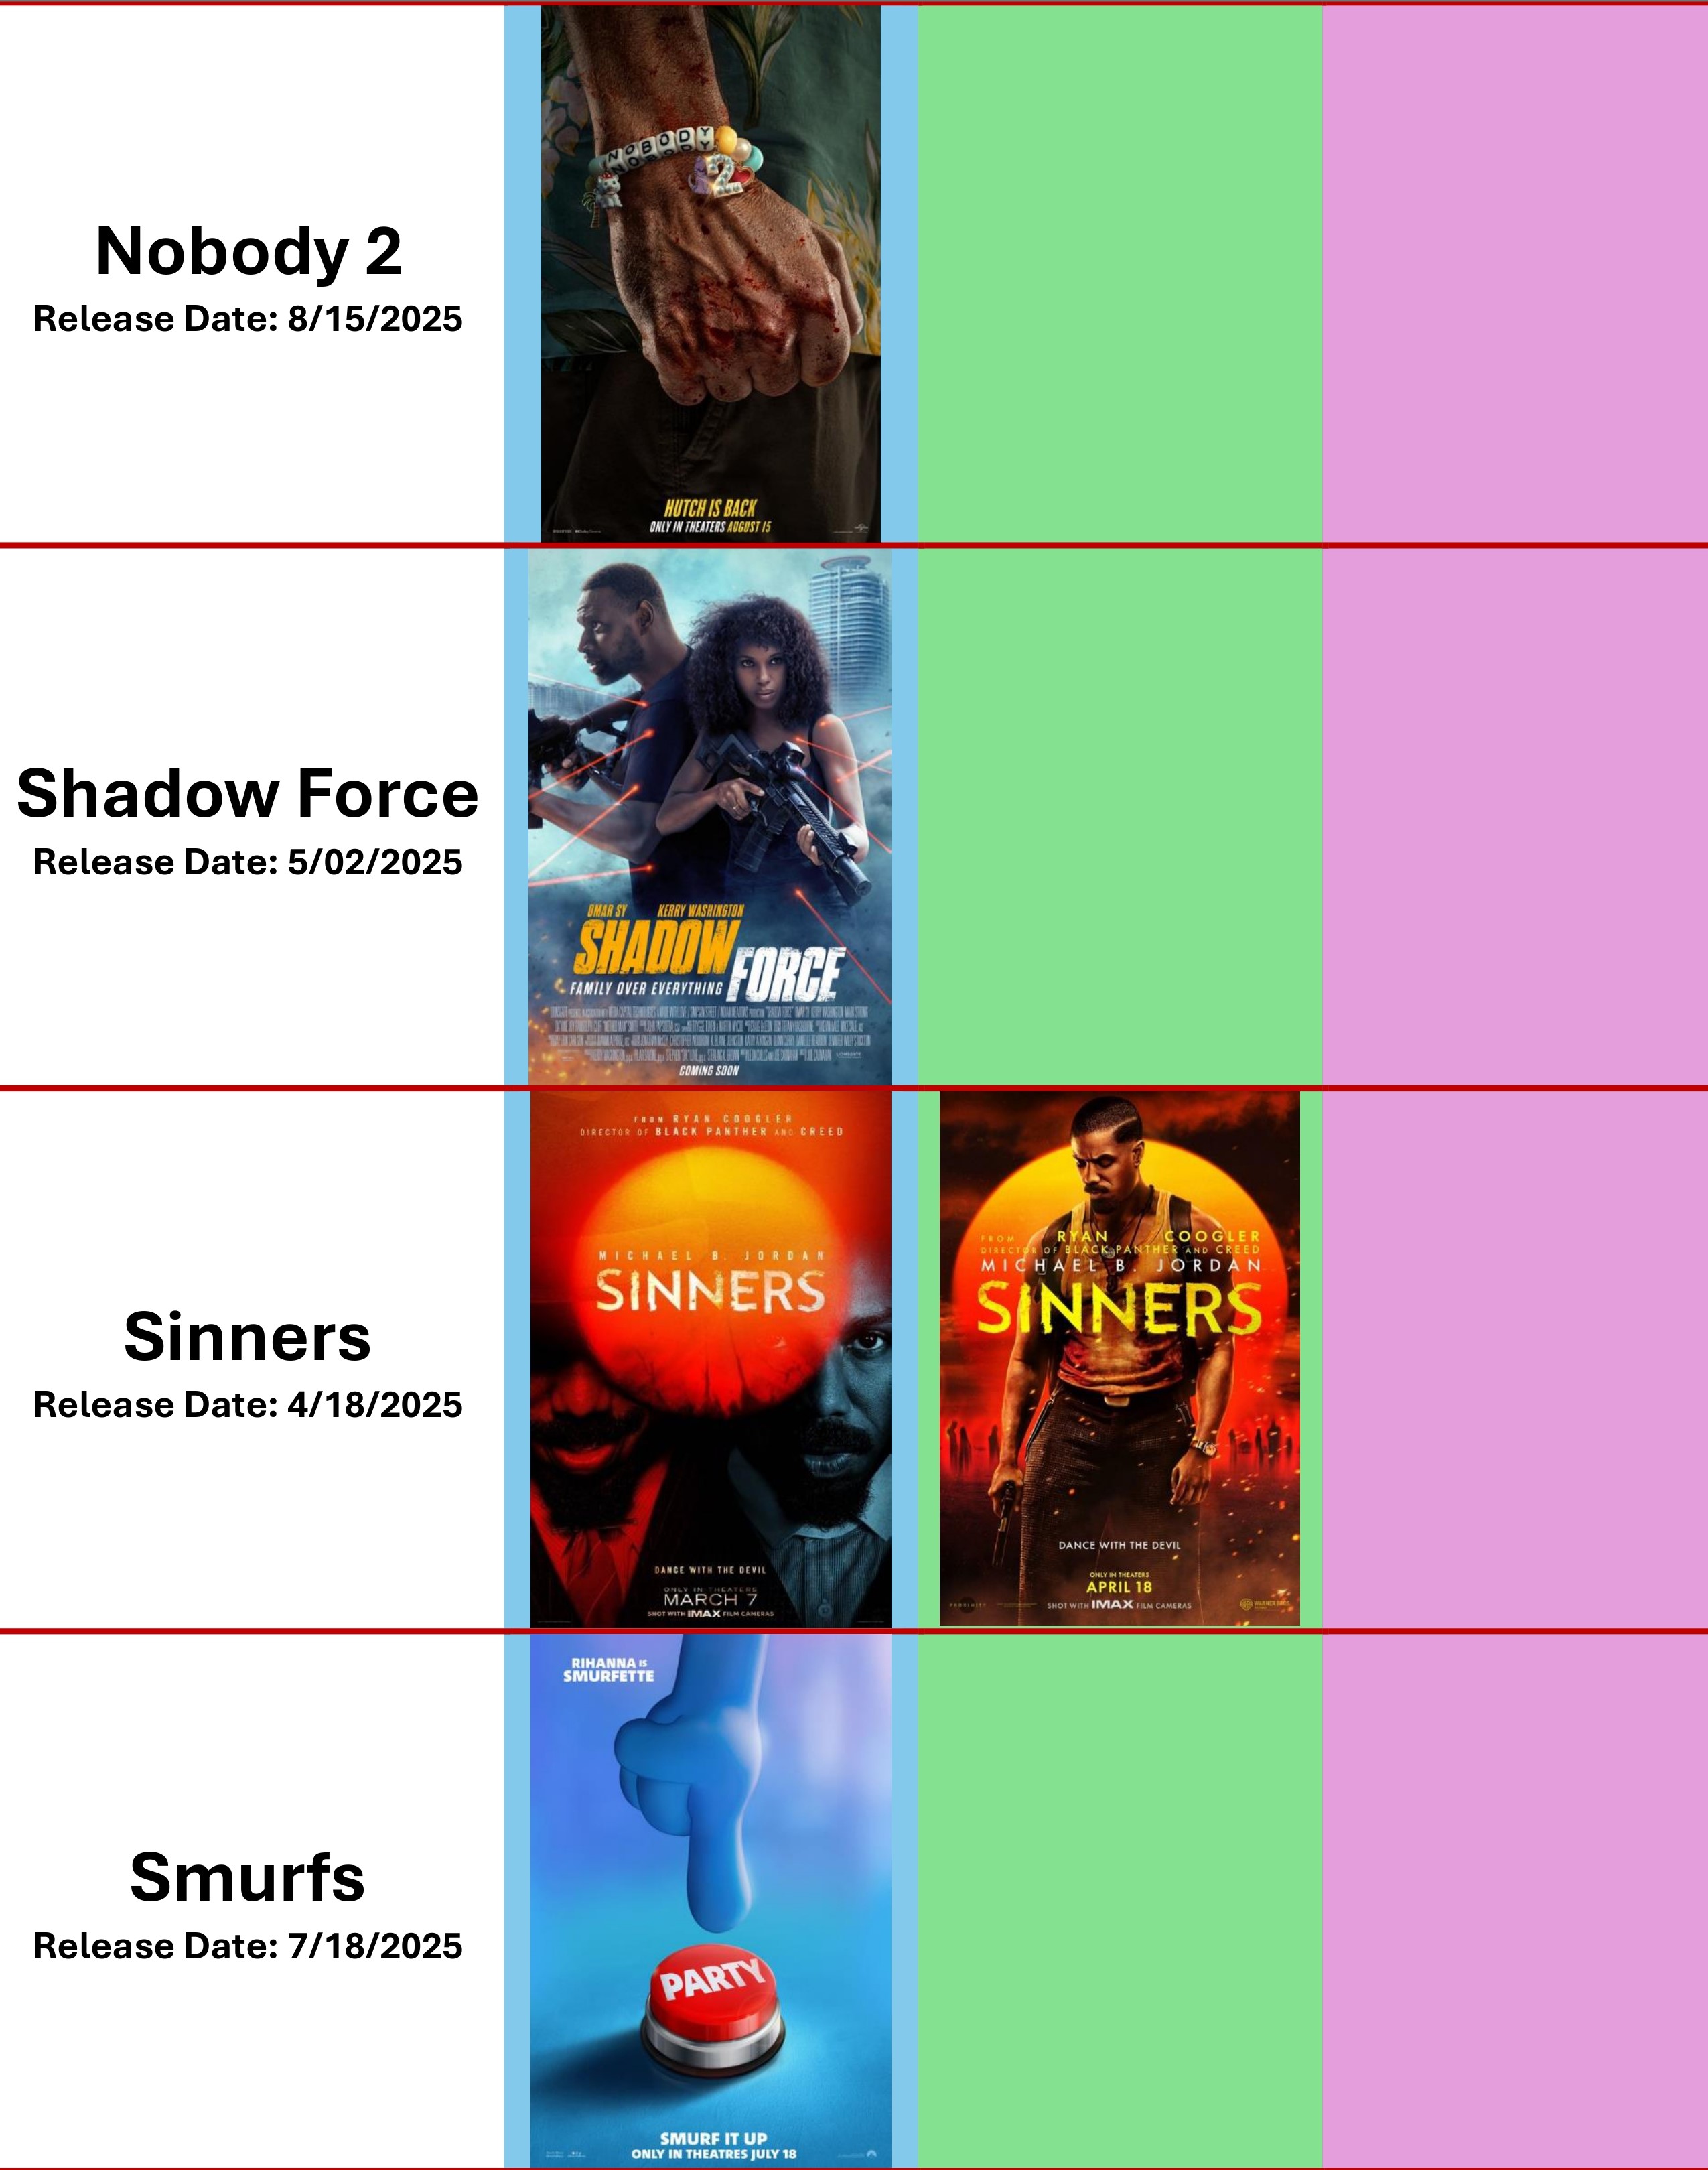 Nobody 2
Release Date: 8/15/2025
NOBODY
2
HUTCH IS BACK
ONLY IN THEATERS AUGUST 15
Shadow Force
Release Date: 5/02/2025
OMAR SY KERRY WASHINGTON
SHADOW
FORCE
FAMILY OVER EVERYTHING
COMING SOON
Sinners
Release Date: 4/18/2025
FROM RYAN COOGLER
DIRECTOR OF BLACK PANTHER AND CREED
MICHAEL B. JORDAN
SINNERS
DANCE WITH THE DEVIL
ONLY IN THEATERS
MARCH 7
SHOT WITH IMAX FILM CAMERAS
FROM RYAN COOGLER
DIRECTOR OF BLACK PANTHER AND CREED
MICHAEL B. JORDAN
SINNERS
DANCE WITH THE DEVIL
ONLY IN THEATERS
APRIL 18
SHOT WITH IMAX FILM CAMERAS
PROXIMITY
WARNER BROS.
Smurfs
Release Date: 7/18/2025
RIHANNA IS
SMURFETTE
PARTY
SMURF IT UP
ONLY IN THEATRES JULY 18